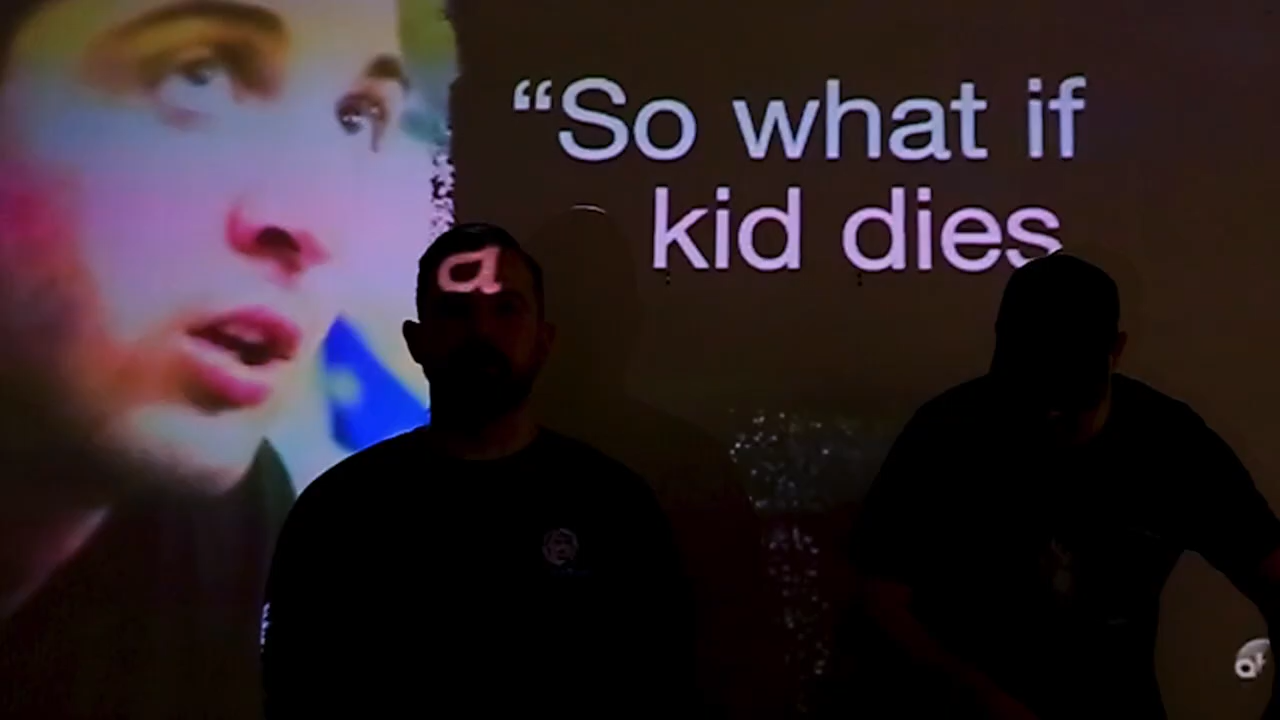 “So what if
a kid dies